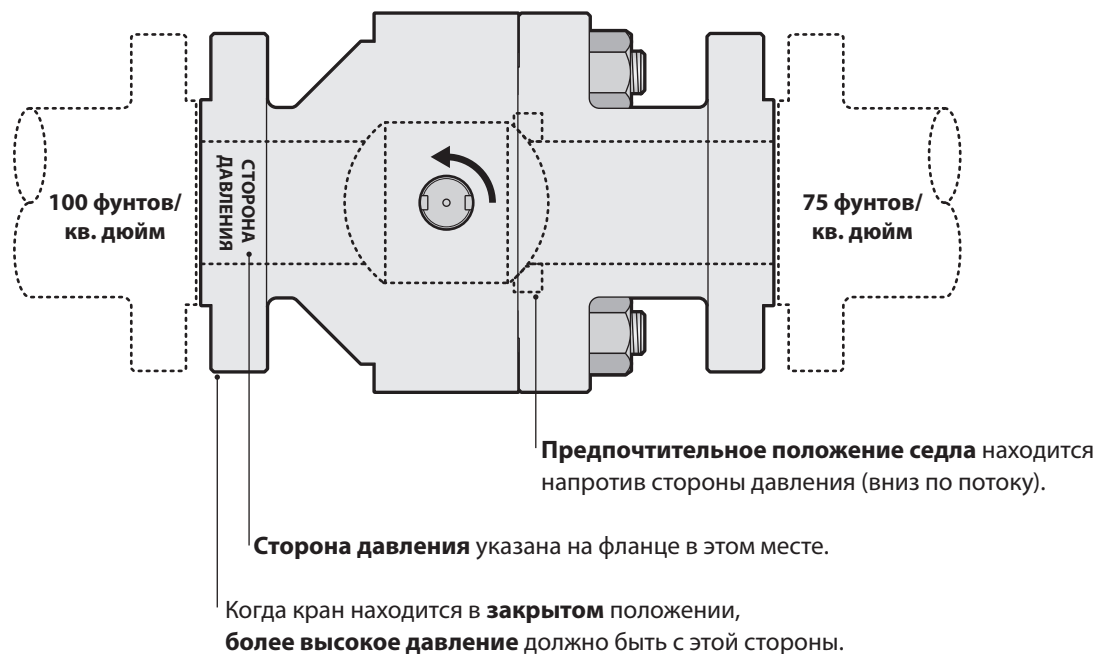 СТОРОНА
ДАВЛЕНИЯ
100 фунтов/
кв. дюйм
75 фунтов/
кв. дюйм
Предпочтительное положение седла находится
напротив стороны давления (вниз по потоку).
Сторона давления указана на фланце в этом месте.
Когда кран находится в закрытом положении,
более высокое давление должно быть с этой стороны.